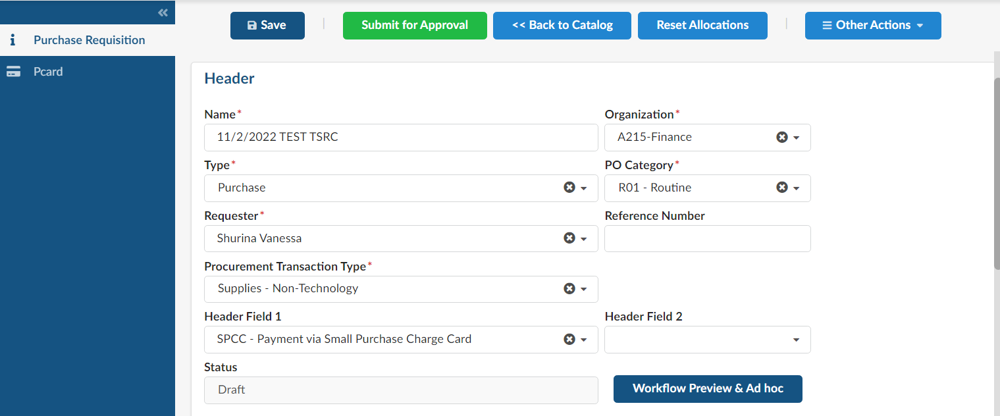 Save
Submit for Approval
<< Back to Catalog
Reset Allocations
Other Actions
Purchase Requisition
Pcard
Header
Name*
Organization*
11/2/2022 TEST TSRC
A215-Finance
Type*
PO Category*
Purchase
R01 - Routine
Requester*
Reference Number
Shurina Vanessa
Procurement Transaction Type*
Supplies - Non-Technology
Header Field 1
Header Field 2
SPCC - Payment via Small Purchase Charge Card
Status
Draft
Workflow Preview & Ad hoc